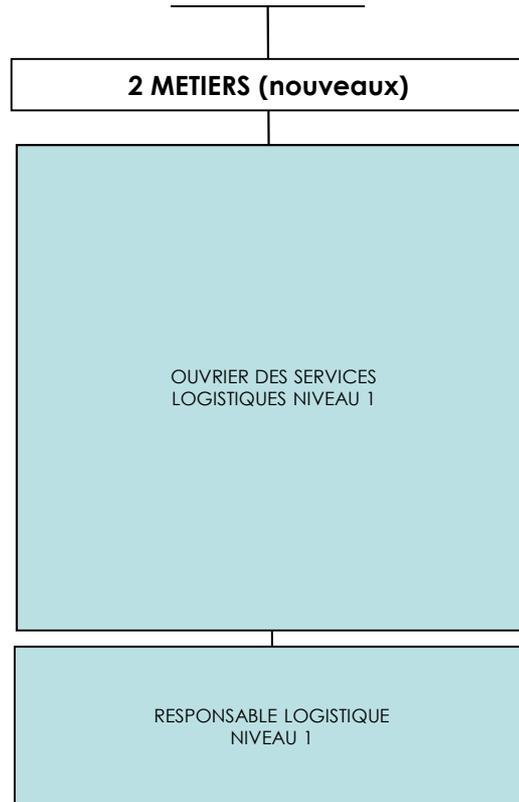 2 METIERS (nouveaux)
OUVRIER DES SERVICES
LOGISTIQUES NIVEAU 1
RESPONSABLE LOGISTIQUE
NIVEAU 1